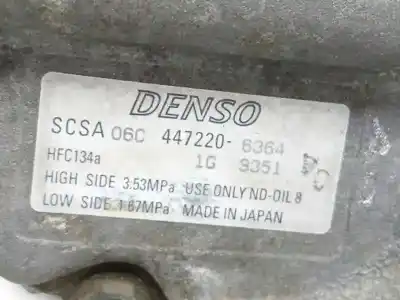 DENSO
SCSA 06C 447220-6364
HFC134a 1G 9351
HIGH SIDE 3.53MPa USE ONLY ND-OIL 8
LOW SIDE 1.67MPa MADE IN JAPAN